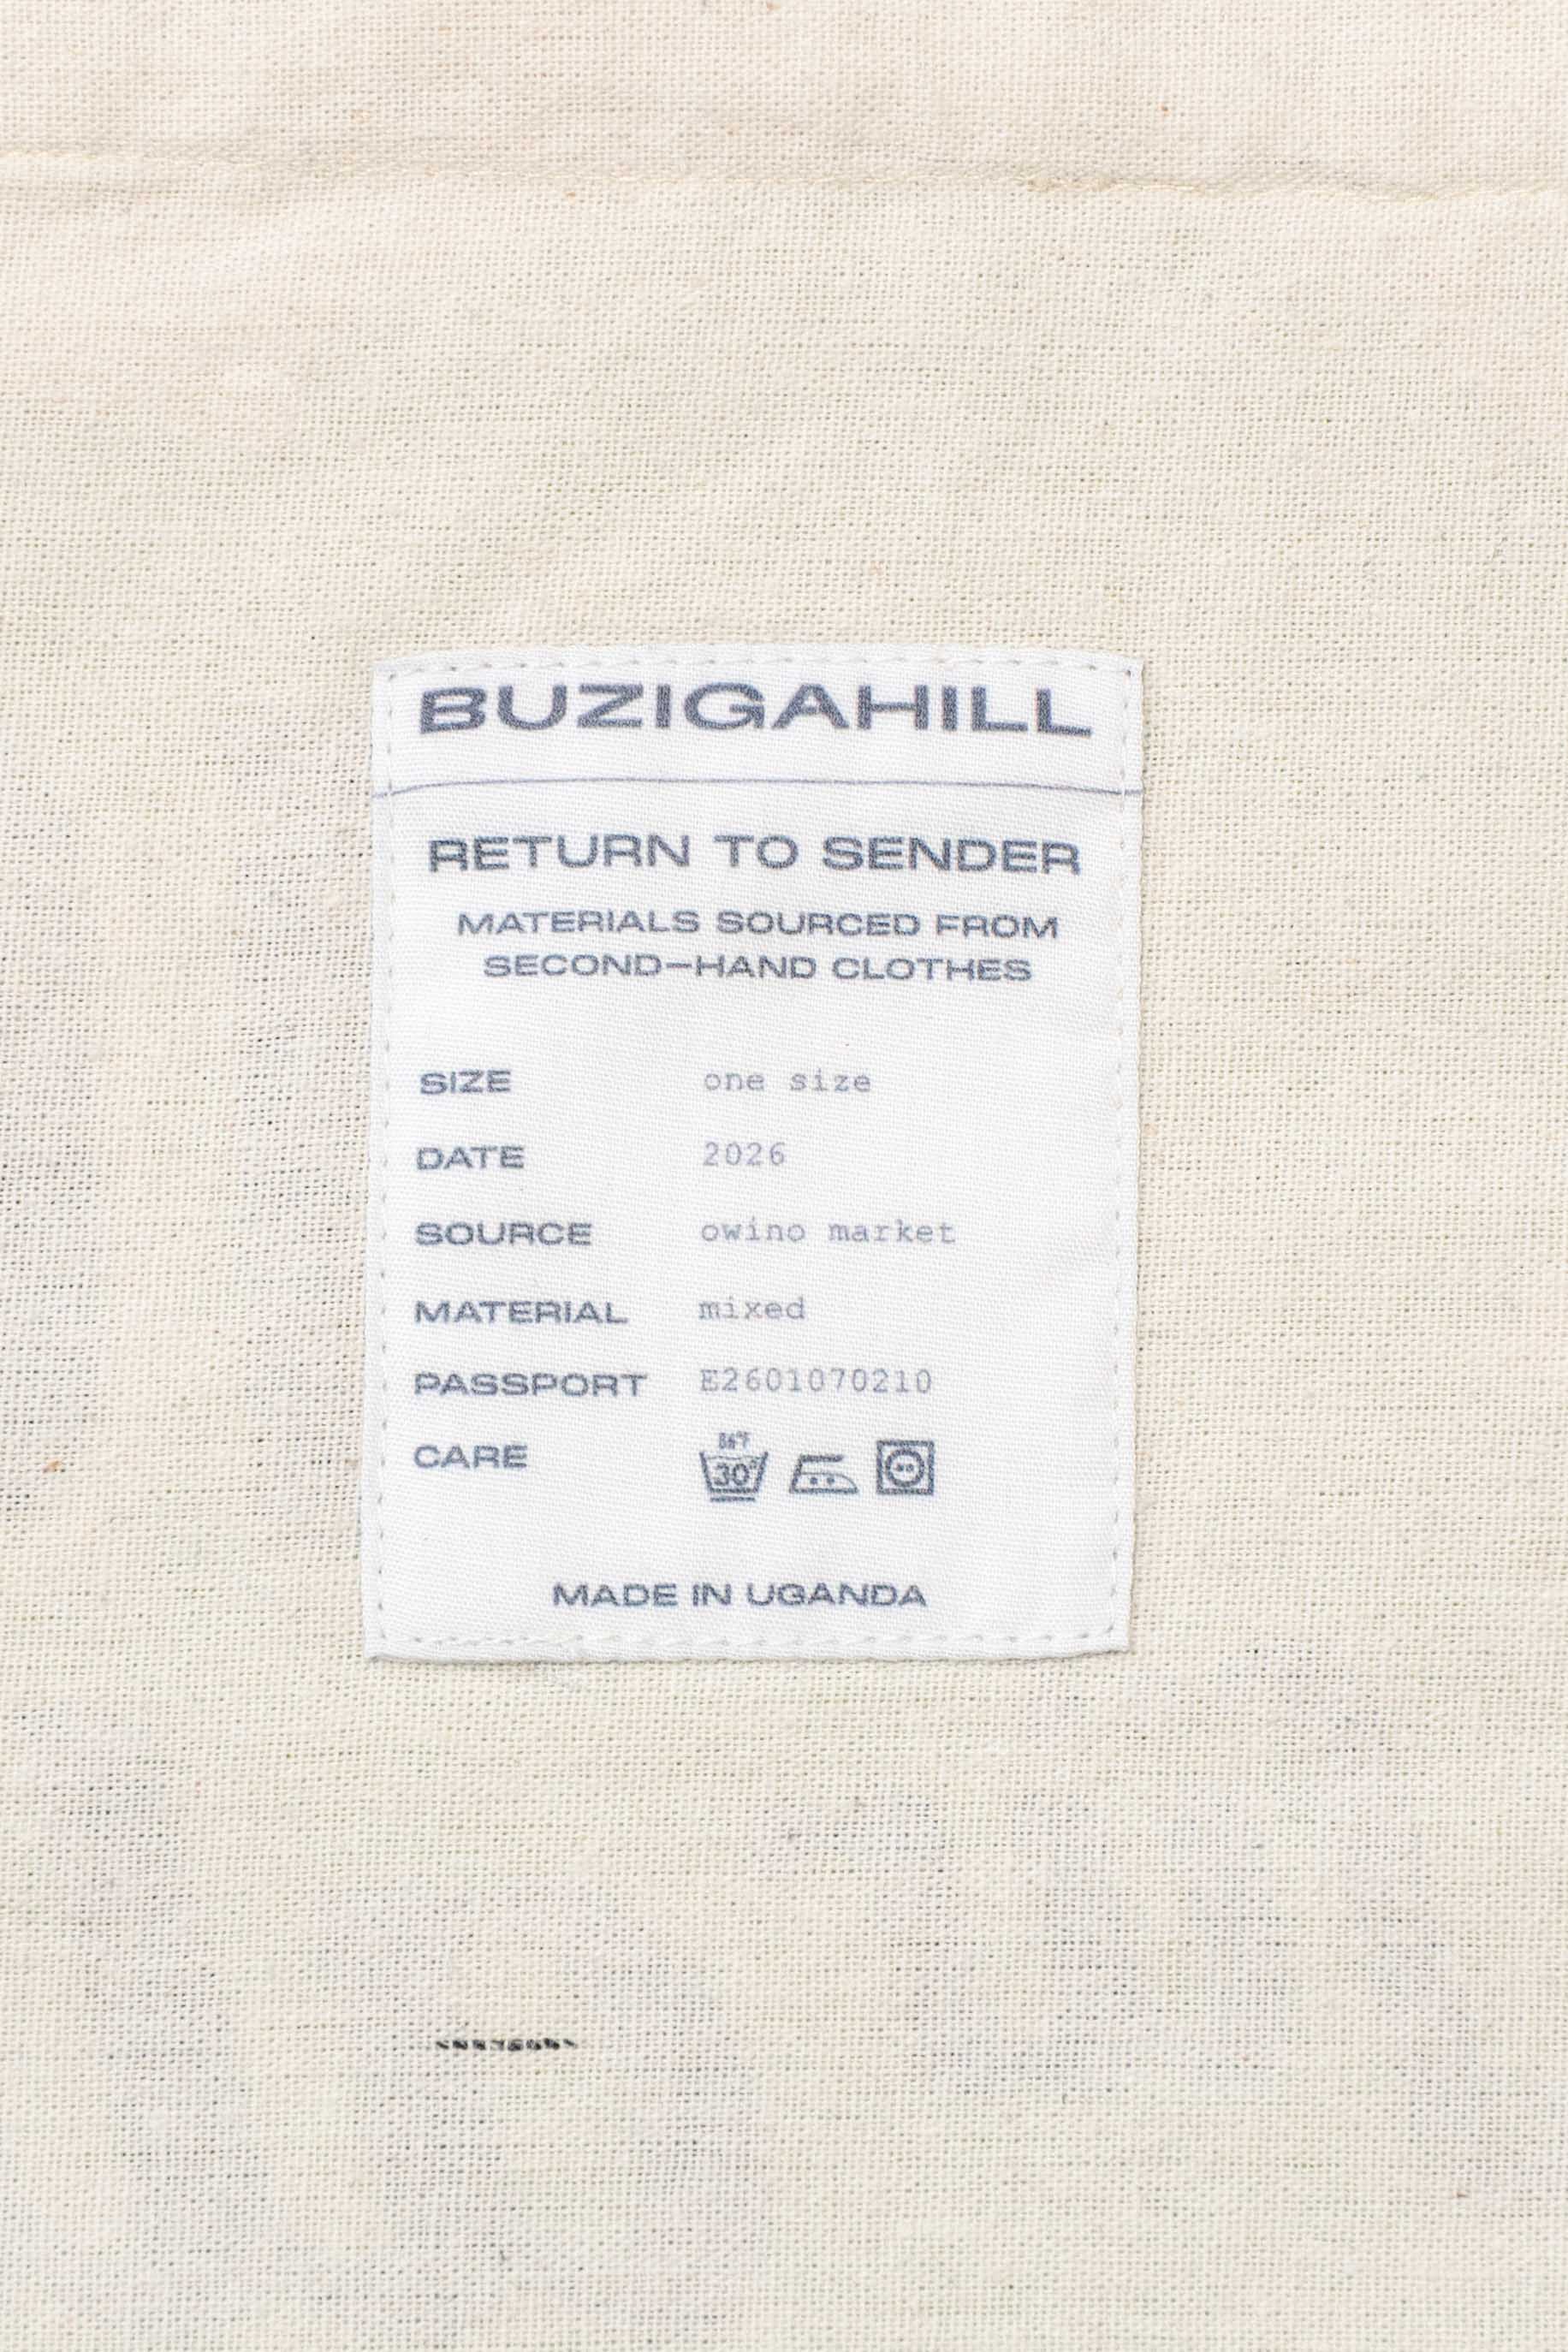 BUZIGAHILL
RETURN TO SENDER
MATERIALS SOURCED FROM
SECOND-HAND CLOTHES
SIZE one size
DATE 2026
SOURCE owino market
MATERIAL mixed
PASSPORT E2601070210
CARE
86°F
30°
MADE IN UGANDA